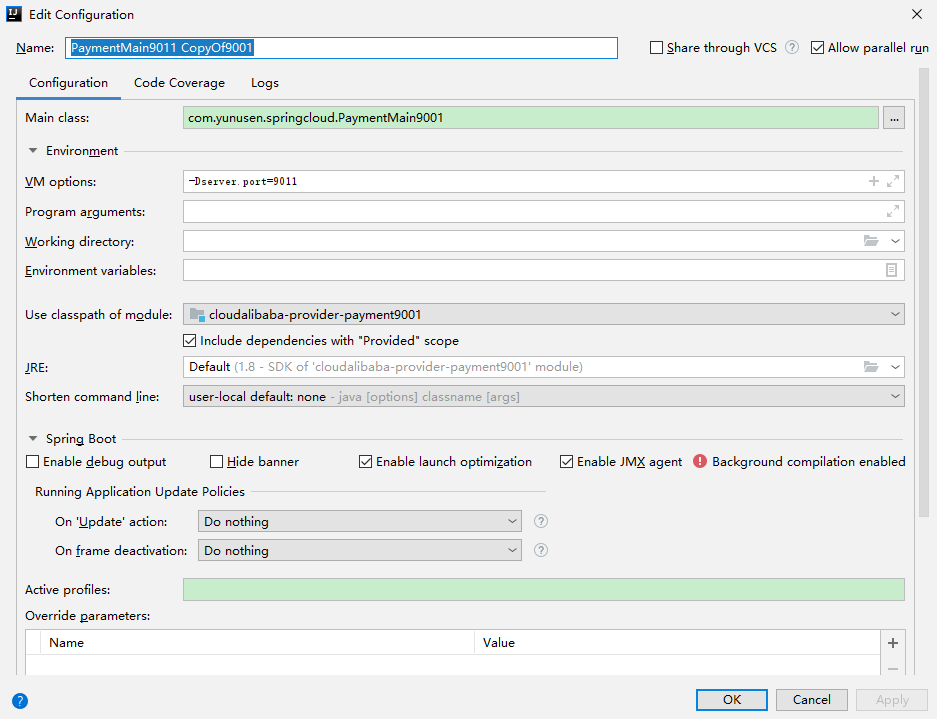 Edit Configuration
Name: PaymentMain9011 CopyOf9001 Share through VCS ? Allow parallel run
Configuration Code Coverage Logs
Main class: com.yunusen.springcloud.PaymentMain9001 ...
Environment
VM options: -Dserver.port=9011
Program arguments:
Working directory:
Environment variables:
Use classpath of module: cloudalibaba-provider-payment9001
Include dependencies with "Provided" scope
JRE: Default (1.8 - SDK of 'cloudalibaba-provider-payment9001' module)
Shorten command line: user-local default: none - java [options] classname [args]
Spring Boot
Enable debug output Hide banner Enable launch optimization Enable JMX agent Background compilation enabled
Running Application Update Policies
On 'Update' action: Do nothing ?
On frame deactivation: Do nothing ?
Active profiles:
Override parameters:
Name Value
? OK Cancel Apply